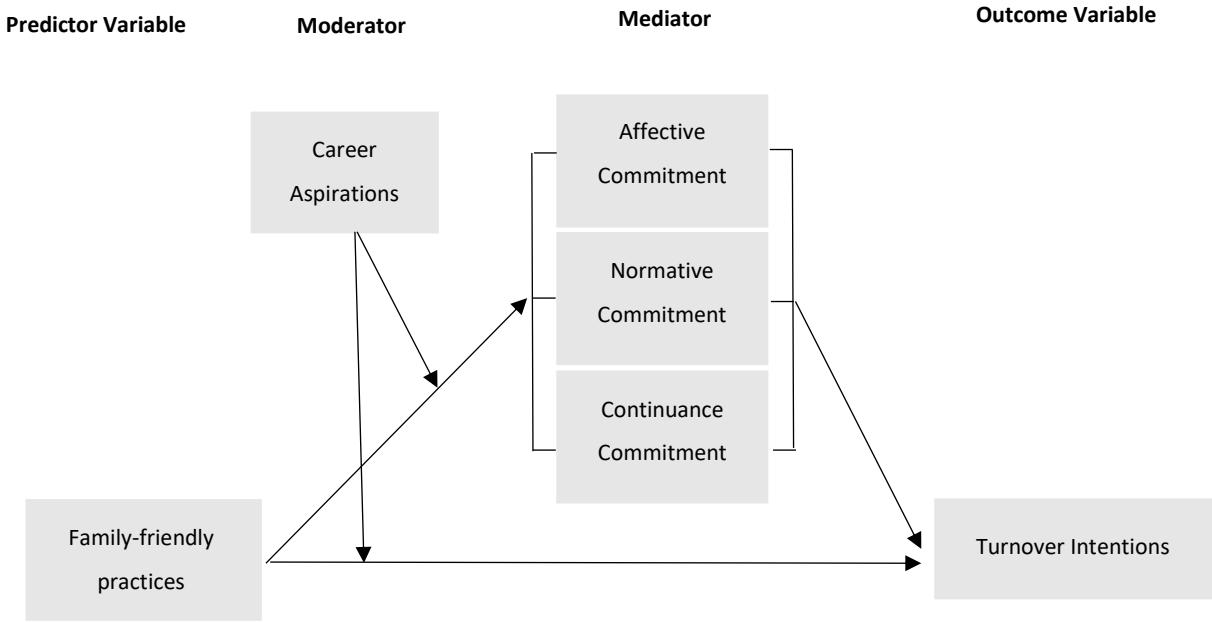 Predictor Variable
Moderator
Mediator
Outcome Variable
Career
Aspirations
Affective
Commitment
Normative
Commitment
Continuance
Commitment
Family-friendly
practices
Turnover Intentions